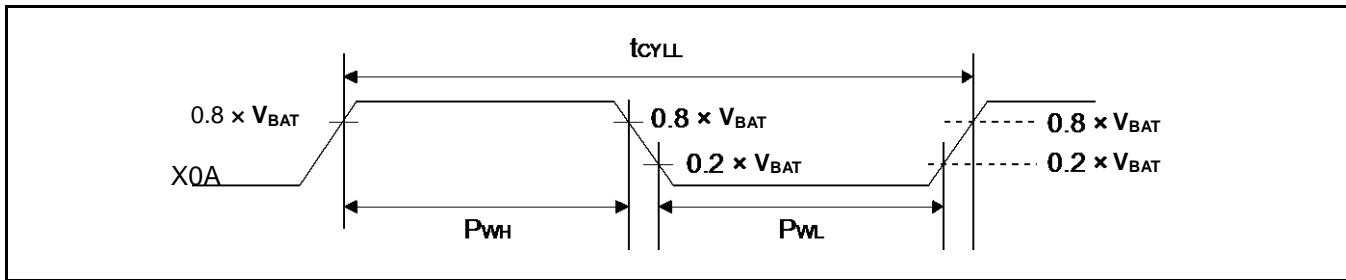 tCYLL
0.8 × VBAT
0.8 × VBAT
0.8 × VBAT
0.2 × VBAT
0.2 × VBAT
X0A
PWH
PWL